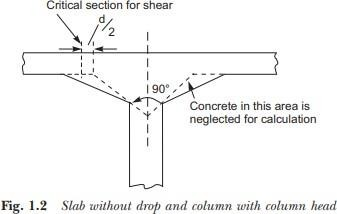 Critical section for shear
d/2
90°
Concrete in this area is
neglected for calculation
Fig. 1.2 Slab without drop and column with column head